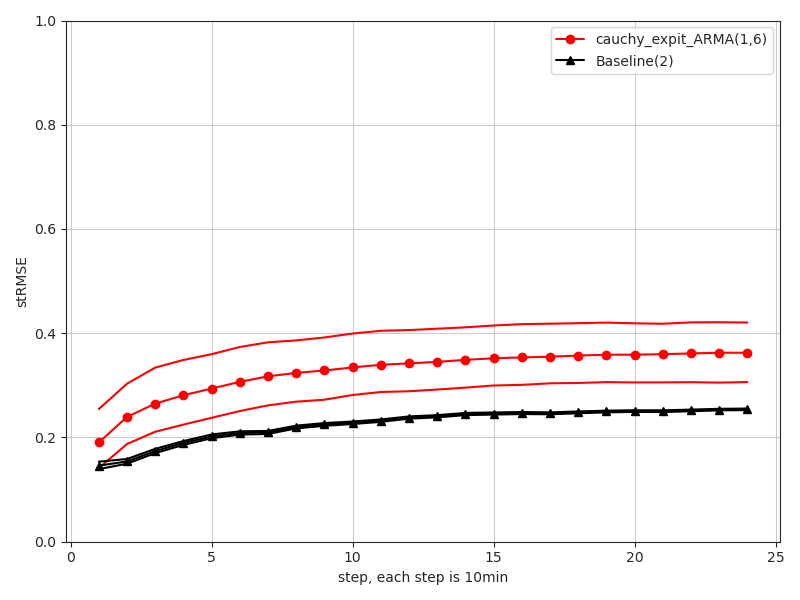 cauchy_expit_ARMA(1,6)
Baseline(2)
stRMSE
1.0
0.8
0.6
0.4
0.2
0.0
0 5 10 15 20 25
step, each step is 10min